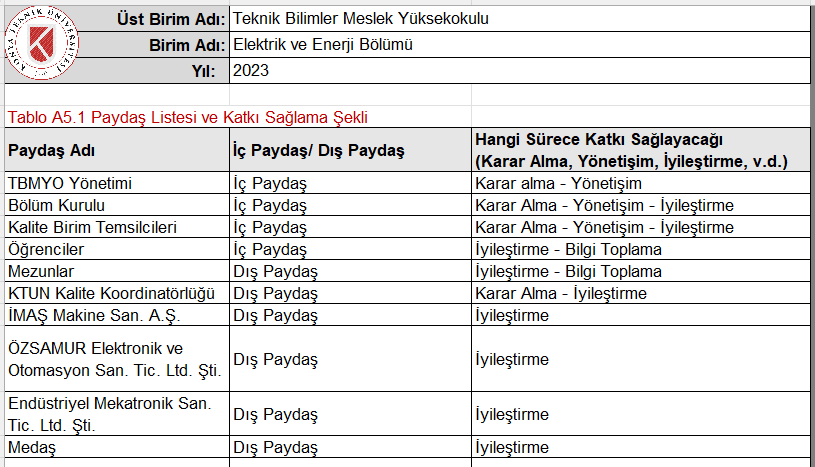 KONYA TEKNİK ÜNİVERSİTESİ
Üst Birim Adı: Teknik Bilimler Meslek Yüksekokulu
Birim Adı: Elektrik ve Enerji Bölümü
Yıl: 2023
Tablo A5.1 Paydaş Listesi ve Katkı Sağlama Şekli
Paydaş Adı İç Paydaş/ Dış Paydaş Hangi Sürece Katkı Sağlayacağı
(Karar Alma, Yönetişim, İyileştirme, v.d.)
TBMYO Yönetimi İç Paydaş Karar alma - Yönetişim
Bölüm Kurulu İç Paydaş Karar Alma - Yönetişim - İyileştirme
Kalite Birim Temsilcileri İç Paydaş Karar Alma - Yönetişim - İyileştirme
Öğrenciler İç Paydaş İyileştirme - Bilgi Toplama
Mezunlar Dış Paydaş İyileştirme - Bilgi Toplama
KTUN Kalite Koordinatörlüğü Dış Paydaş Karar Alma - İyileştirme
İMAŞ Makine San. A.Ş. Dış Paydaş İyileştirme
ÖZSAMUR Elektronik ve
Otomasyon San. Tic. Ltd. Şti. Dış Paydaş İyileştirme
Endüstriyel Mekatronik San.
Tic. Ltd. Şti. Dış Paydaş İyileştirme
Medaş Dış Paydaş İyileştirme